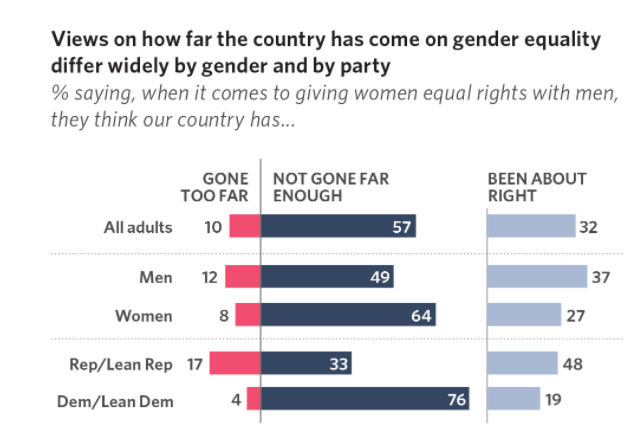 Views on how far the country has come on gender equality
differ widely by gender and by party
% saying, when it comes to giving women equal rights with men,
they think our country has...
GONE TOO FAR
NOT GONE FAR ENOUGH
BEEN ABOUT RIGHT
All adults 10 57 32
Men 12 49 37
Women 8 64 27
Rep/Lean Rep 17 33 48
Dem/Lean Dem 4 76 19